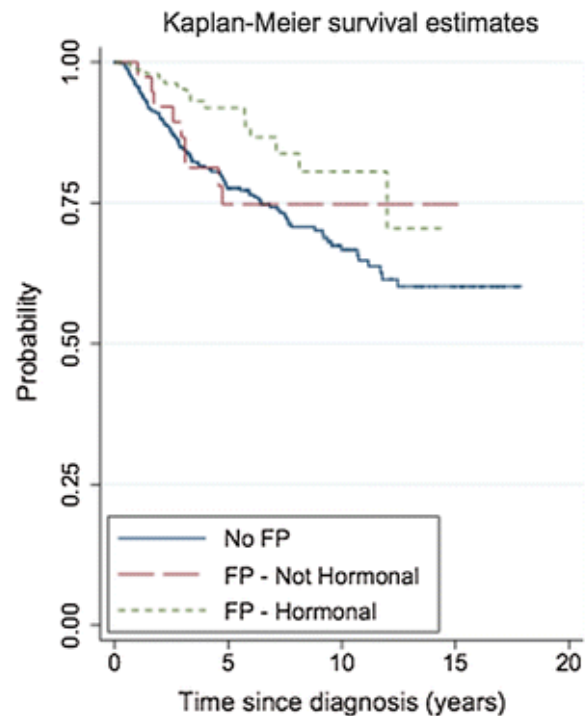 Kaplan-Meier survival estimates
1.00
0.75
0.50
0.25
0.00
Probability
No FP
FP - Not Hormonal
FP - Hormonal
0 5 10 15 20
Time since diagnosis (years)